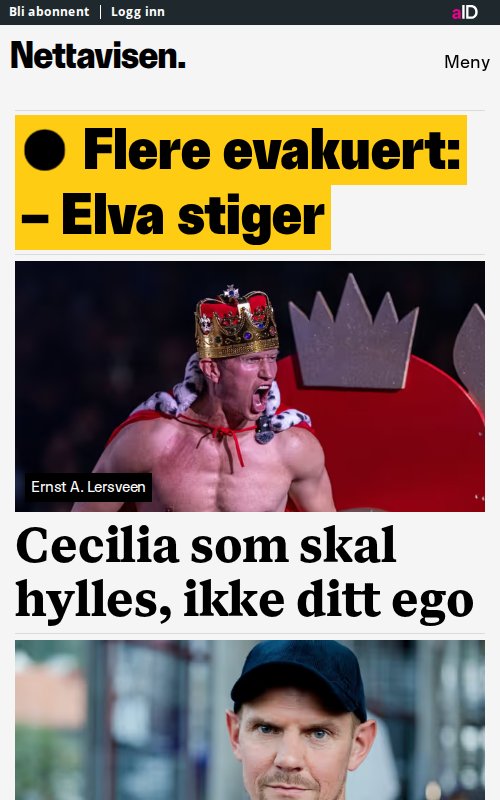 Bli abonnent | Logg inn
aID
Nettavisen.
Meny
Flere evakuert:
– Elva stiger
Ernst A. Lersveen
Cecilia som skal
hylles, ikke ditt ego